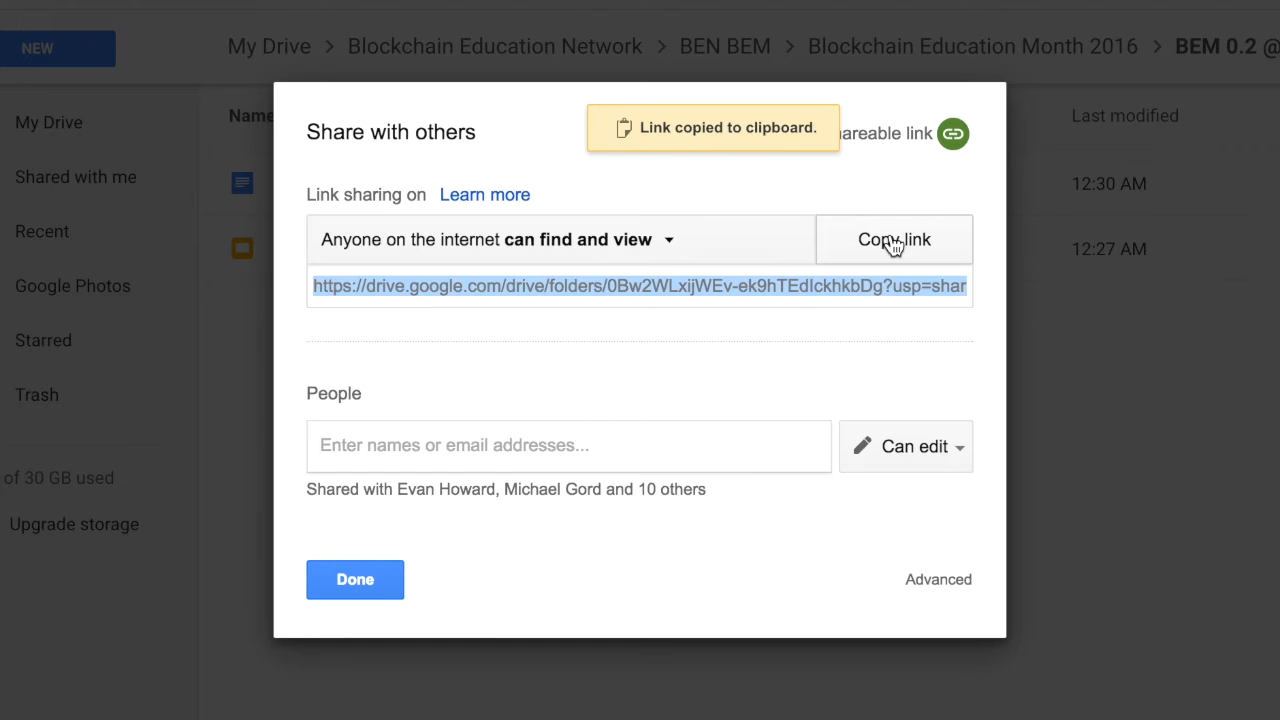 NEW
My Drive > Blockchain Education Network > BEN BEM > Blockchain Education Month 2016 > BEM 0.2 @
My Drive
Shared with me
Recent
Google Photos
Starred
Trash
of 30 GB used
Upgrade storage
Name
Last modified
12:30 AM
12:27 AM
Share with others
Link copied to clipboard.
areable link
Link sharing on Learn more
Anyone on the internet can find and view
Copy link
https://drive.google.com/drive/folders/0Bw2WLxijWEv-ek9hTEdIckhkbDg?usp=shar
People
Enter names or email addresses...
Can edit
Shared with Evan Howard, Michael Gord and 10 others
Done
Advanced